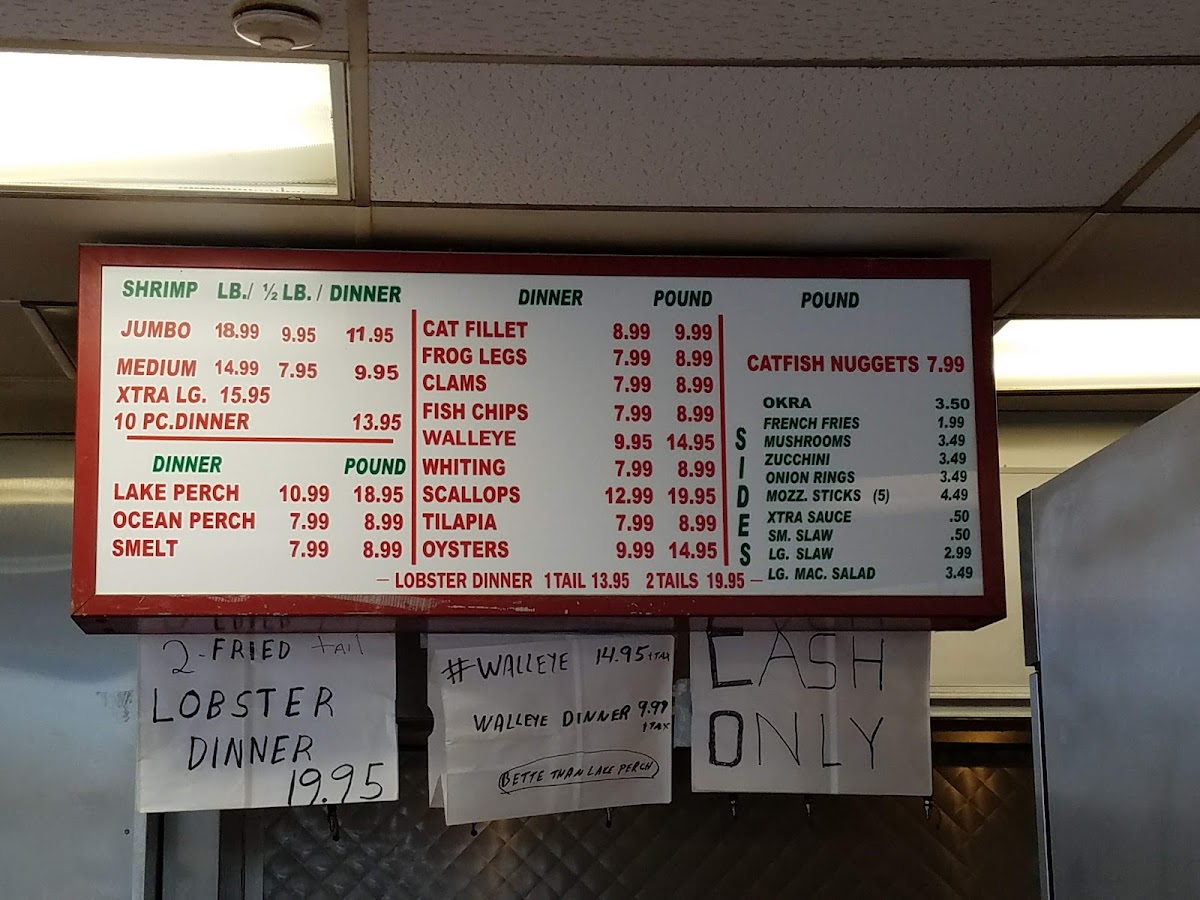 SHRIMP LB./ ½ LB. / DINNER
JUMBO 18.99 9.95 11.95
MEDIUM 14.99 7.95 9.95
XTRA LG. 15.95
10 PC.DINNER 13.95
DINNER POUND
LAKE PERCH 10.99 18.95
OCEAN PERCH 7.99 8.99
SMELT 7.99 8.99
DINNER POUND
CAT FILLET 8.99 9.99
FROG LEGS 7.99 8.99
CLAMS 7.99 8.99
FISH CHIPS 7.99 8.99
WALLEYE 9.95 14.95
WHITING 7.99 8.99
SCALLOPS 12.99 19.95
TILAPIA 7.99 8.99
OYSTERS 9.99 14.95
POUND
CATFISH NUGGETS 7.99
SIDES
OKRA 3.50
FRENCH FRIES 1.99
MUSHROOMS 3.49
ZUCCHINI 3.49
ONION RINGS 3.49
MOZZ. STICKS (5) 4.49
XTRA SAUCE .50
SM. SLAW .50
LG. SLAW 2.99
LG. MAC. SALAD 3.49
— LOBSTER DINNER 1TAIL 13.95 2TAILS 19.95 —
2-FRIED tail
LOBSTER
DINNER
19.95
#WALLEYE 14.95 +TAX
WALLEYE DINNER 9.99
+TAX
BETTE THAN LAKE PERCH
CASH
ONLY